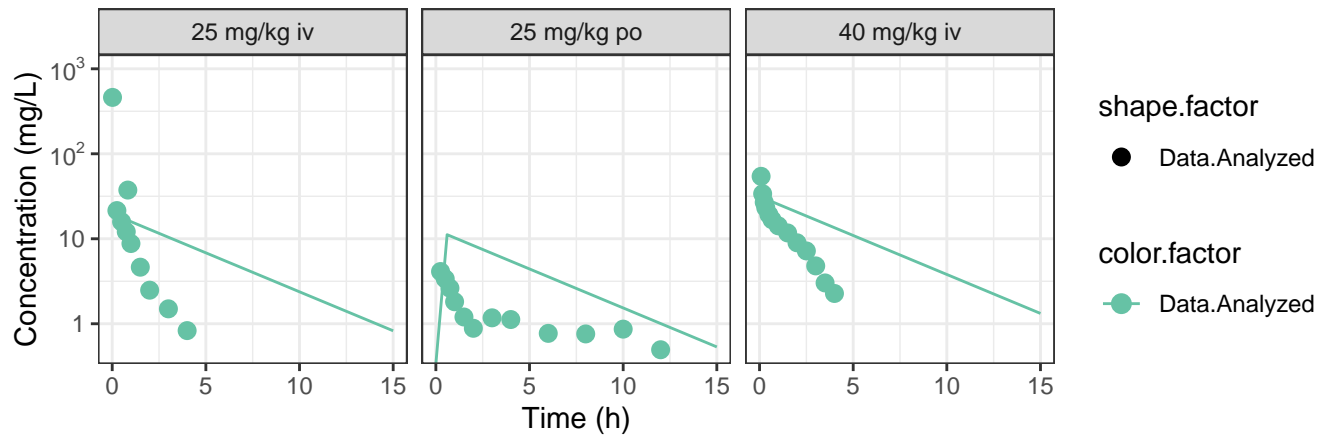 25 mg/kg iv
25 mg/kg po
40 mg/kg iv
Concentration (mg/L)
10³
10²
10
1
0 5 10 15
0 5 10 15
0 5 10 15
Time (h)
shape.factor
Data.Analyzed
color.factor
Data.Analyzed